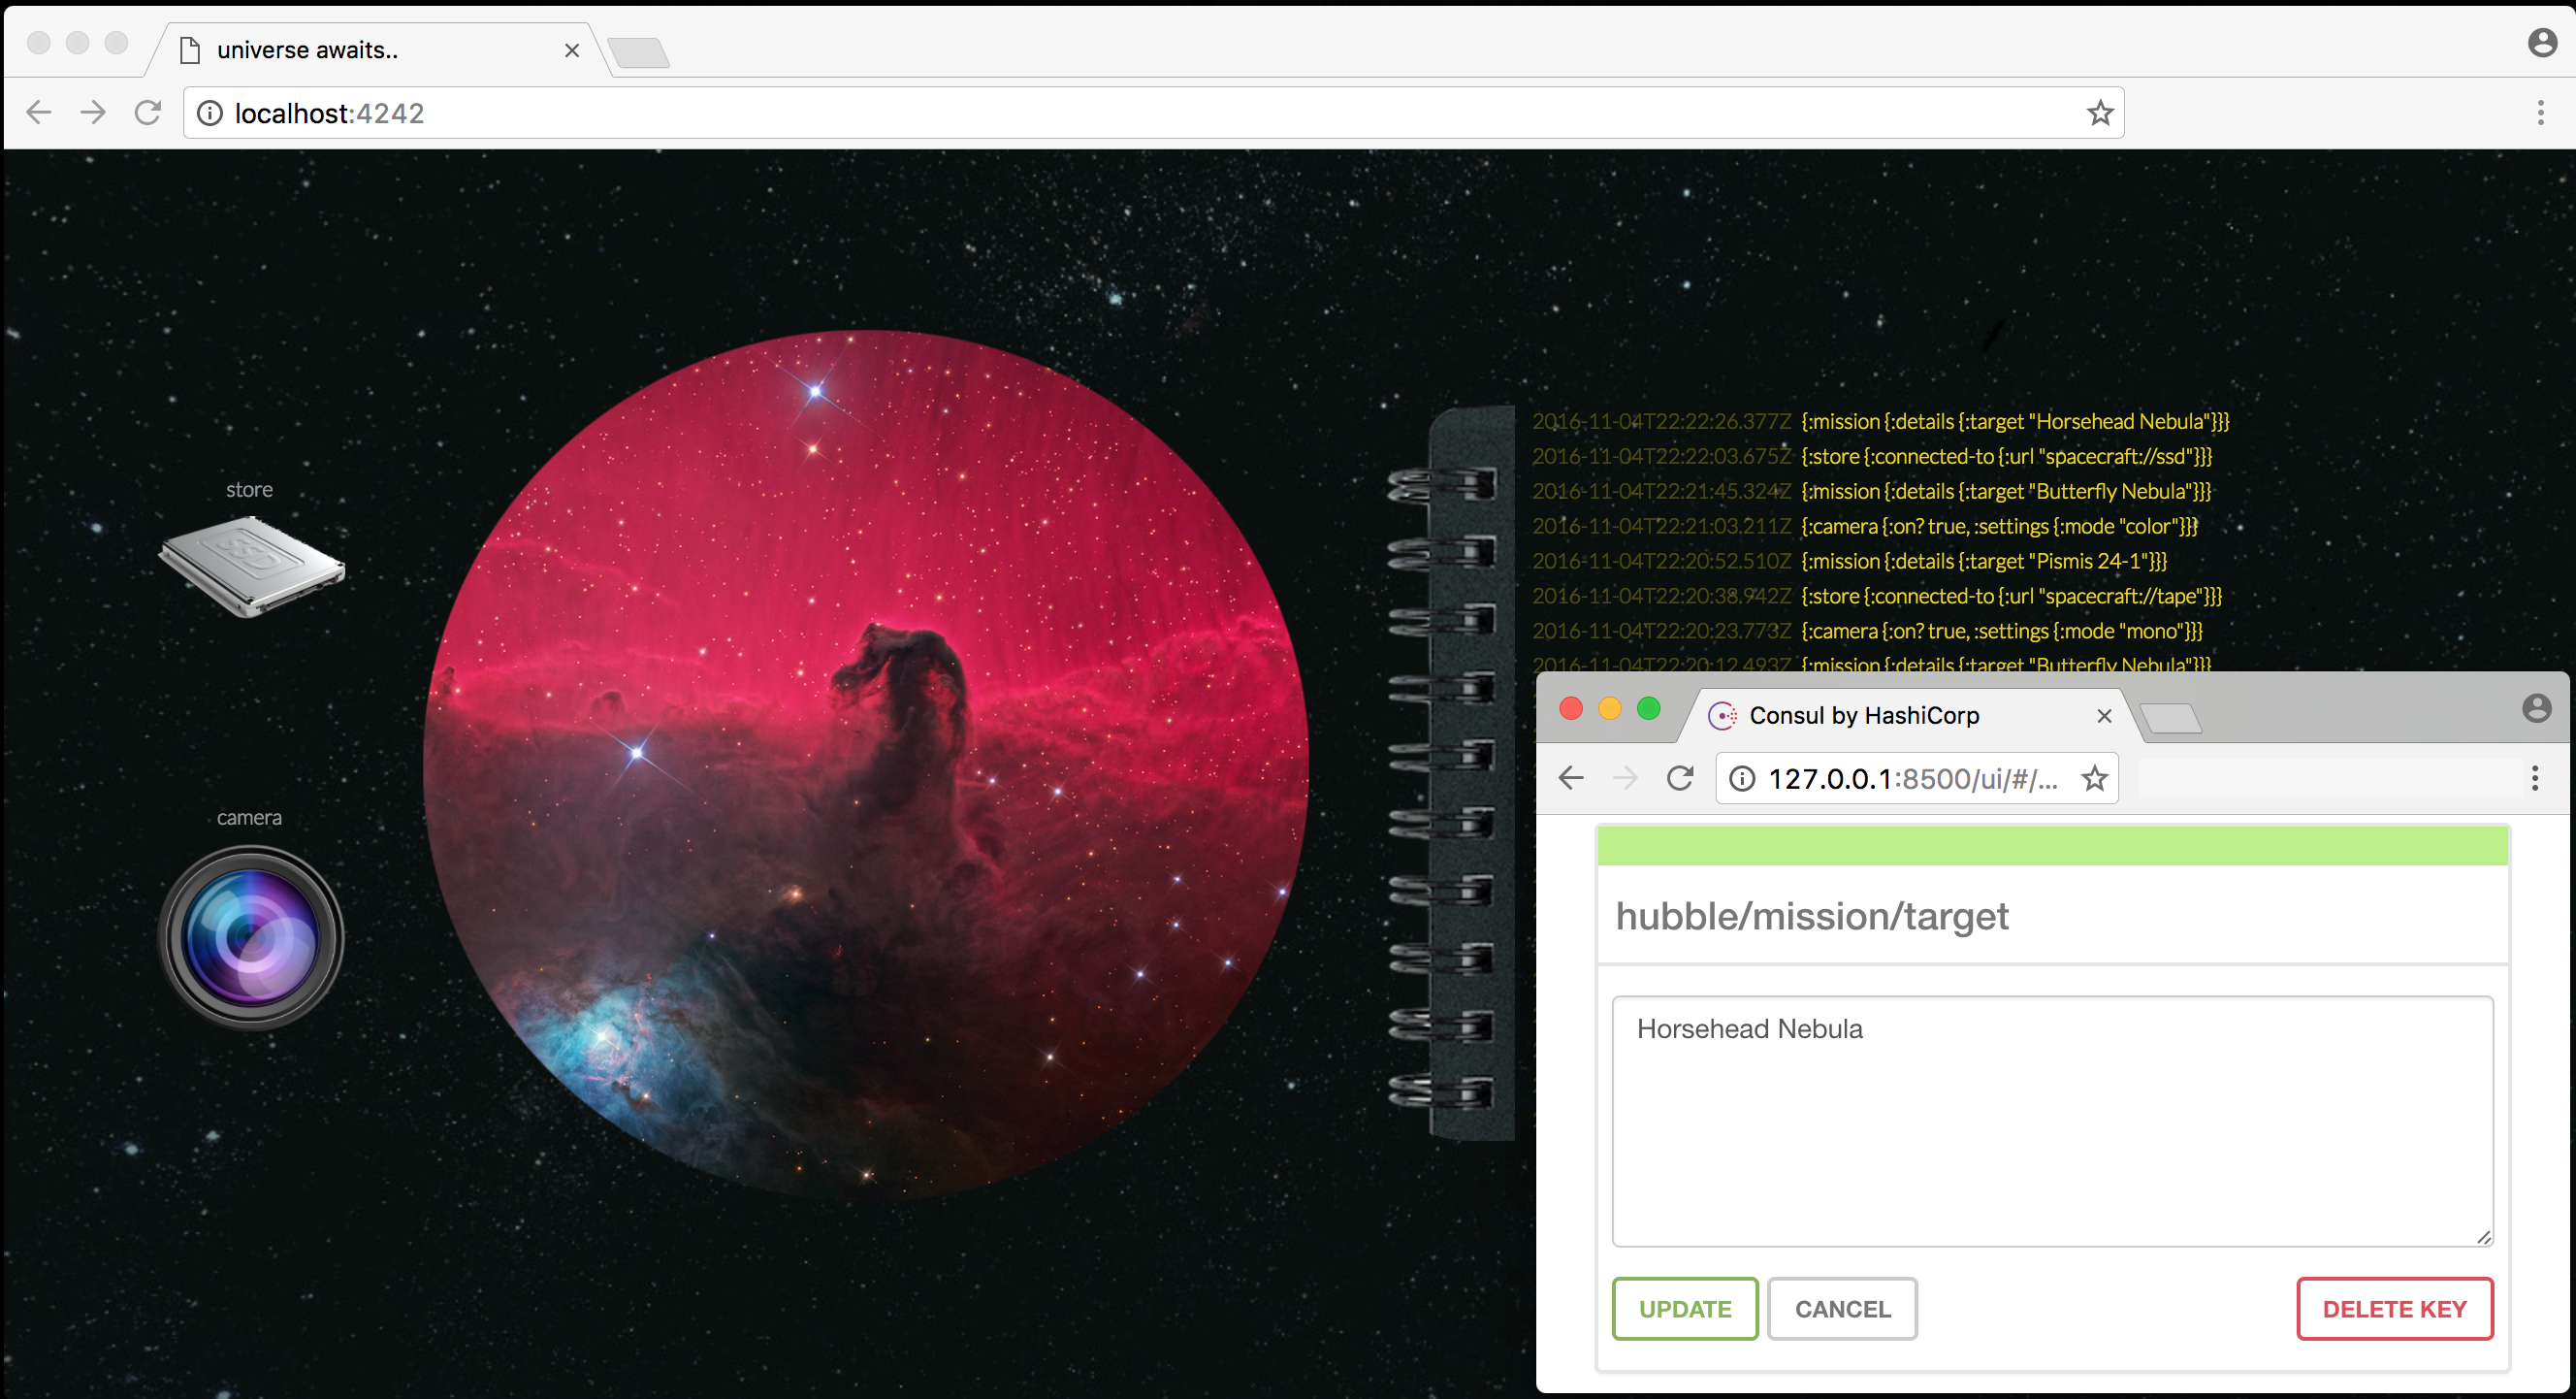 universe awaits..
localhost:4242
store
SSD
camera
2016-11-04T22:22:26.377Z {:mission {:details {:target "Horsehead Nebula"}}}
2016-11-04T22:22:03.675Z {:store {:connected-to {:url "spacecraft://ssd"}}}
2016-11-04T22:21:45.324Z {:mission {:details {:target "Butterfly Nebula"}}}
2016-11-04T22:21:03.211Z {:camera {:on? true, :settings {:mode "color"}}}
2016-11-04T22:20:52.510Z {:mission {:details {:target "Pismis 24-1"}}}
2016-11-04T22:20:38.942Z {:store {:connected-to {:url "spacecraft://tape"}}}
2016-11-04T22:20:23.773Z {:camera {:on? true, :settings {:mode "mono"}}}
2016-11-04T22:20:12.493Z {:mission {:details {:target "Butterfly Nebula"}}}
Consul by HashiCorp
127.0.0.1:8500/ui/#/...
hubble/mission/target
Horsehead Nebula
UPDATE
CANCEL
DELETE KEY